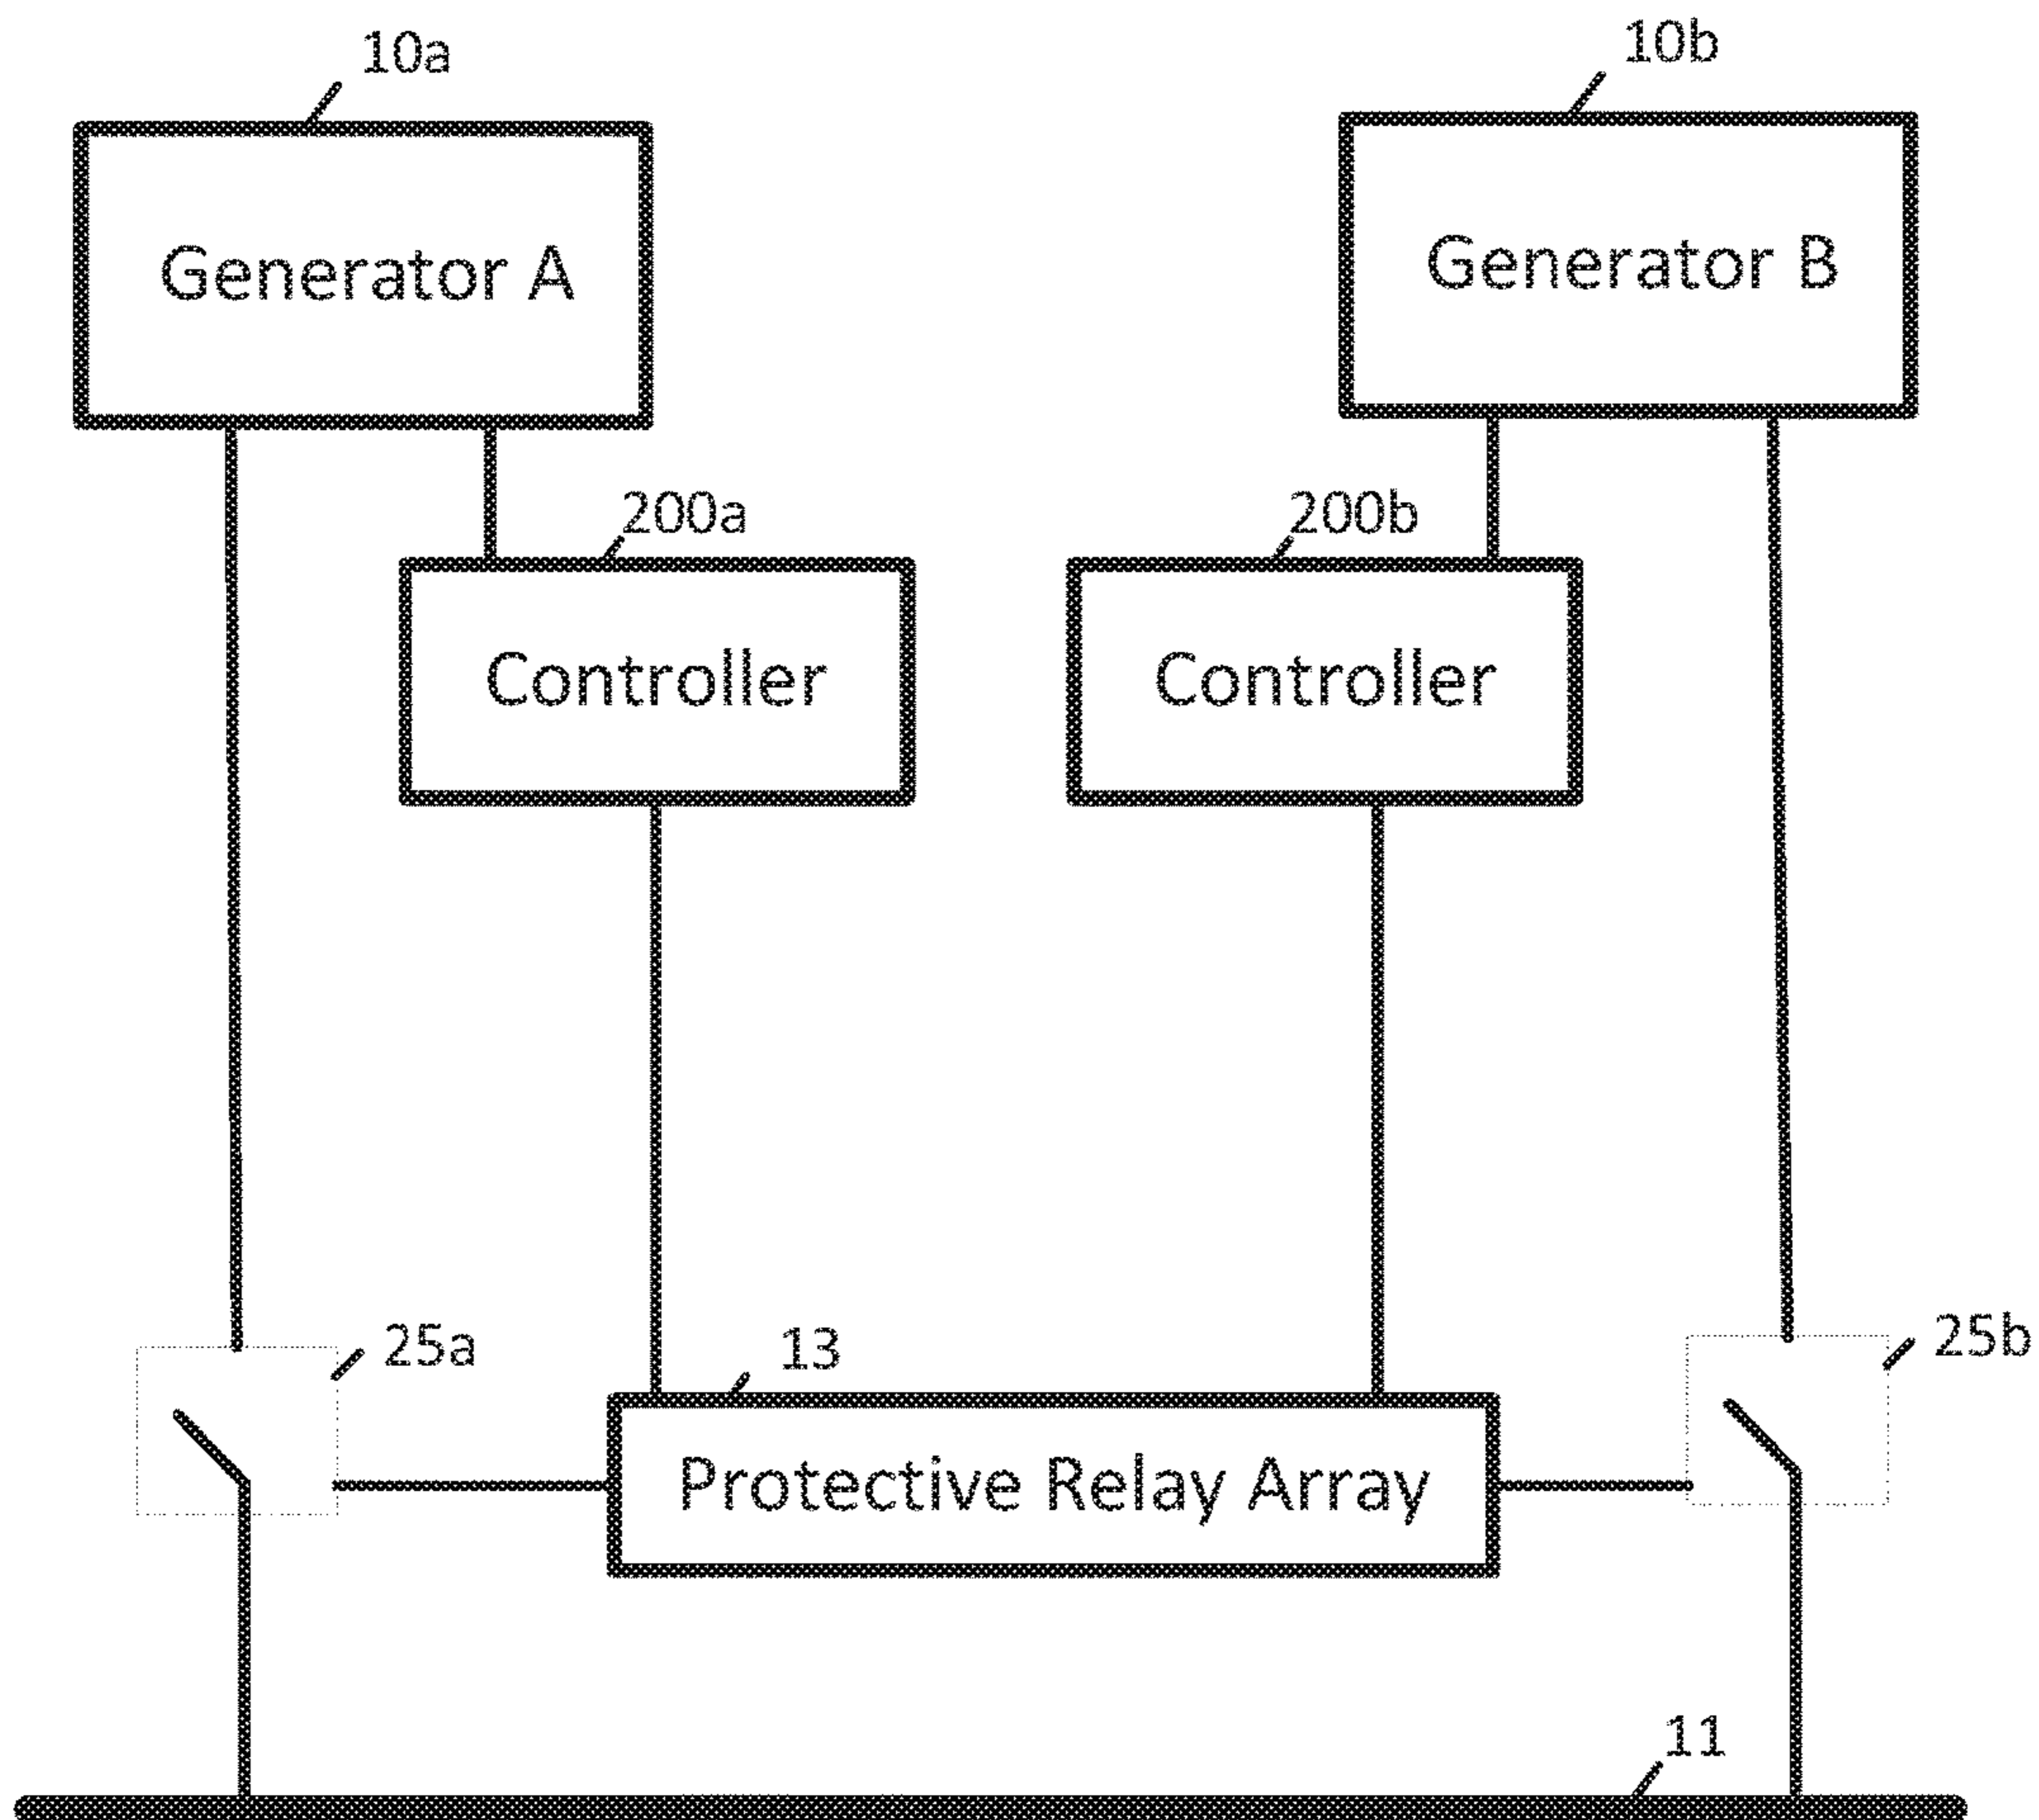 10a
10b
Generator A
Generator B
200a
200b
Controller
Controller
25a
13
25b
Protective Relay Array
11